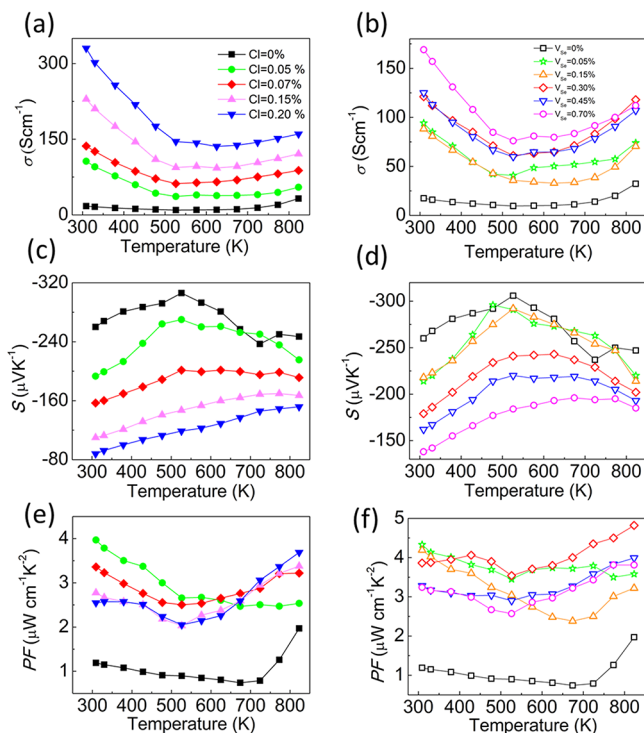 (a)
300
150
0
σ(Scm⁻¹)
Cl=0%
Cl=0.05 %
Cl=0.07%
Cl=0.15%
Cl=0.20 %
300 400 500 600 700 800
Temperature (K)
(b)
150
100
50
0
σ (Scm⁻¹)
V_Se=0%
V_Se=0.05%
V_Se=0.15%
V_Se=0.30%
V_Se=0.45%
V_Se=0.70%
300 400 500 600 700 800
Temperature (K)
(c)
-320
-240
-160
-80
S (μVK⁻¹)
300 400 500 600 700 800
Temperature (K)
(d)
-300
-250
-200
-150
S (μVK⁻¹)
300 400 500 600 700 800
Temperature (K)
(e)
4
3
2
1
PF (μW cm⁻¹K⁻²)
300 400 500 600 700 800
Temperature (K)
(f)
5
4
3
2
1
PF (μW cm⁻¹K⁻²)
300 400 500 600 700 800
Temperature (K)